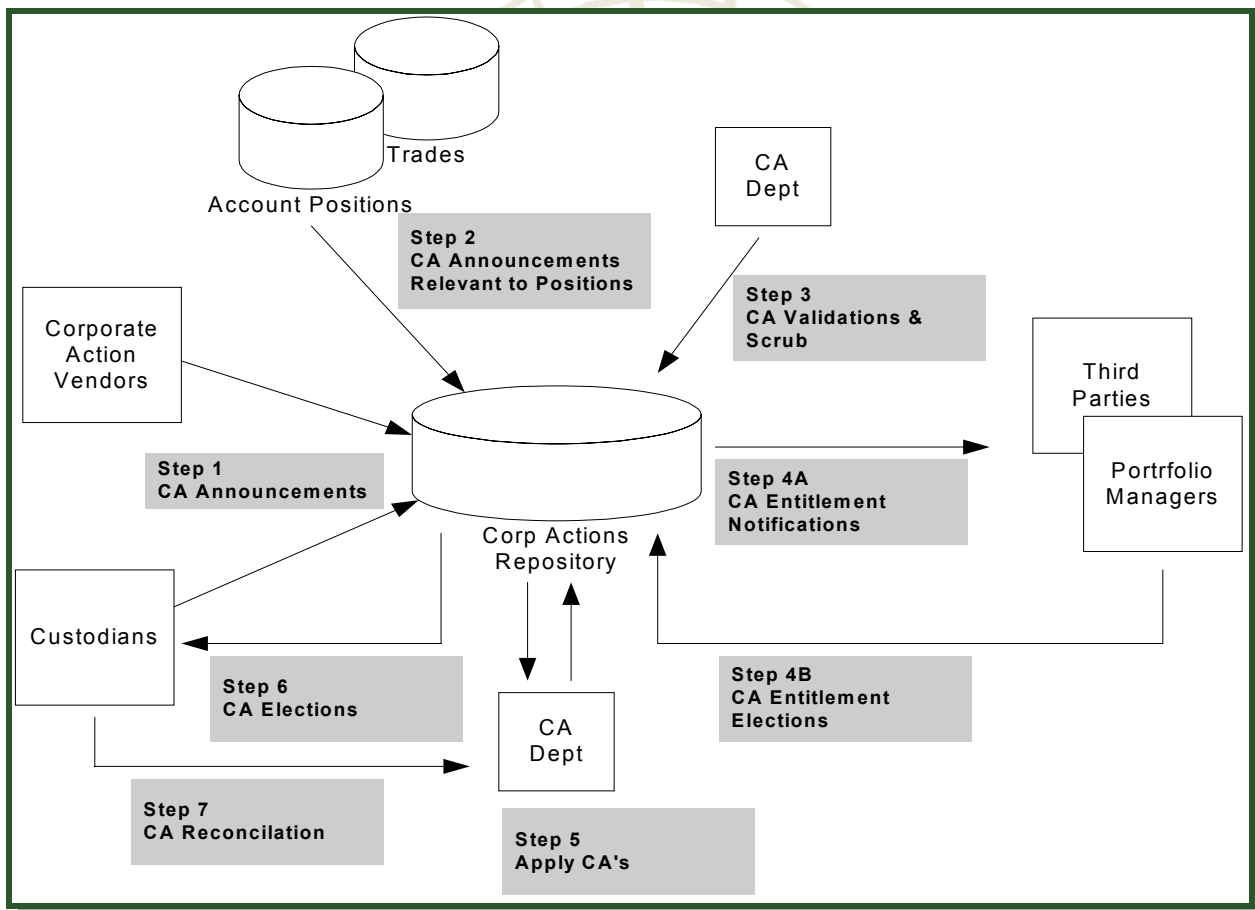 Trades
Account Positions
CA
Dept
Step 2
CA Announcements
Relevant to Positions
Step 3
CA Validations &
Scrub
Corporate
Action
Vendors
Third
Parties
Portrfolio
Managers
Step 1
CA Announcements
Step 4A
CA Entitlement
Notifications
Corp Actions
Repository
Custodians
Step 6
CA Elections
CA
Dept
Step 4B
CA Entitlement
Elections
Step 7
CA Reconcilation
Step 5
Apply CA's